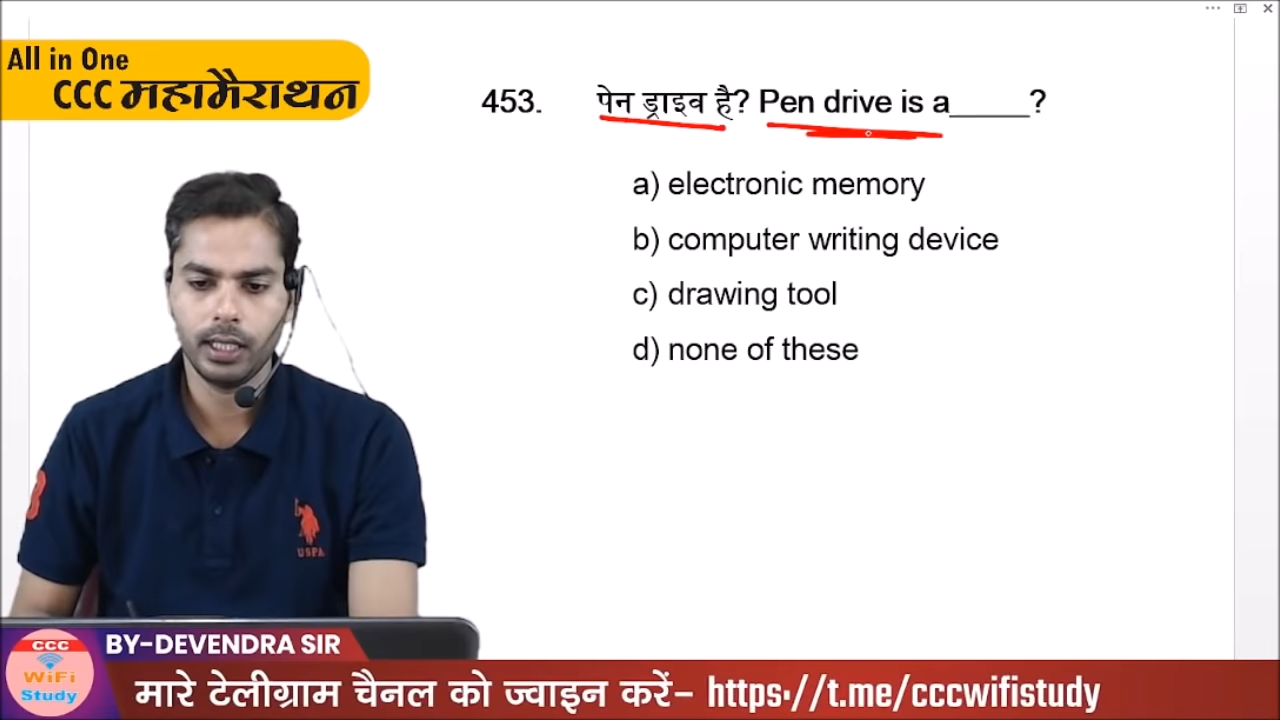 All in One
CCC महामैराथन
453. पेन ड्राइव है? Pen drive is a_____?
a) electronic memory
b) computer writing device
c) drawing tool
d) none of these
USPA
CCC
WiFi
Study
BY-DEVENDRA SIR
मारे टेलीग्राम चैनल को ज्वाइन करें– https://t.me/cccwifistudy